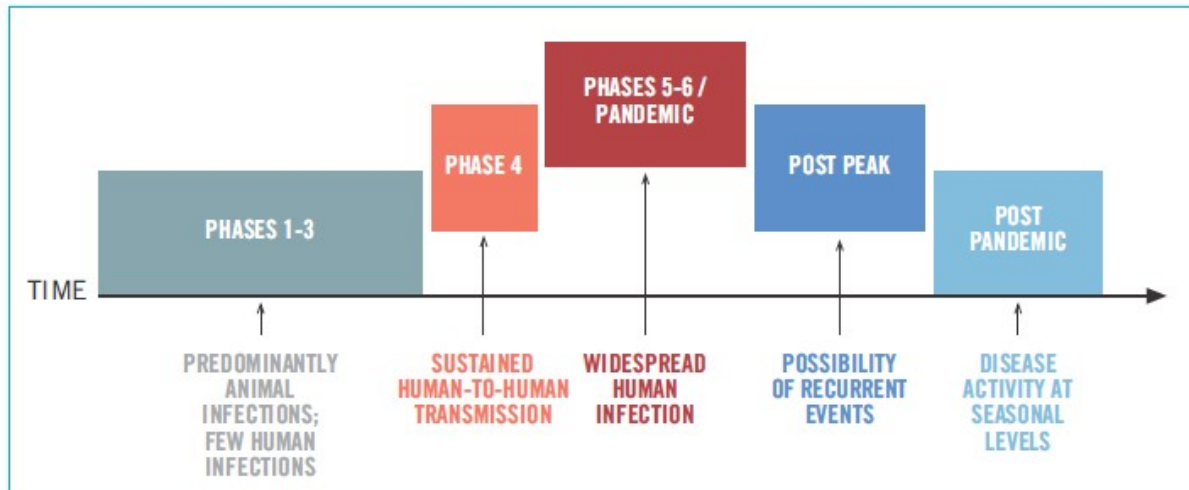 PHASES 5-6 /
PANDEMIC
PHASE 4
POST PEAK
PHASES 1-3
POST
PANDEMIC
TIME
PREDOMINANTLY
ANIMAL
INFECTIONS;
FEW HUMAN
INFECTIONS
SUSTAINED
HUMAN-TO-HUMAN
TRANSMISSION
WIDESPREAD
HUMAN
INFECTION
POSSIBILITY
OF RECURRENT
EVENTS
DISEASE
ACTIVITY AT
SEASONAL
LEVELS